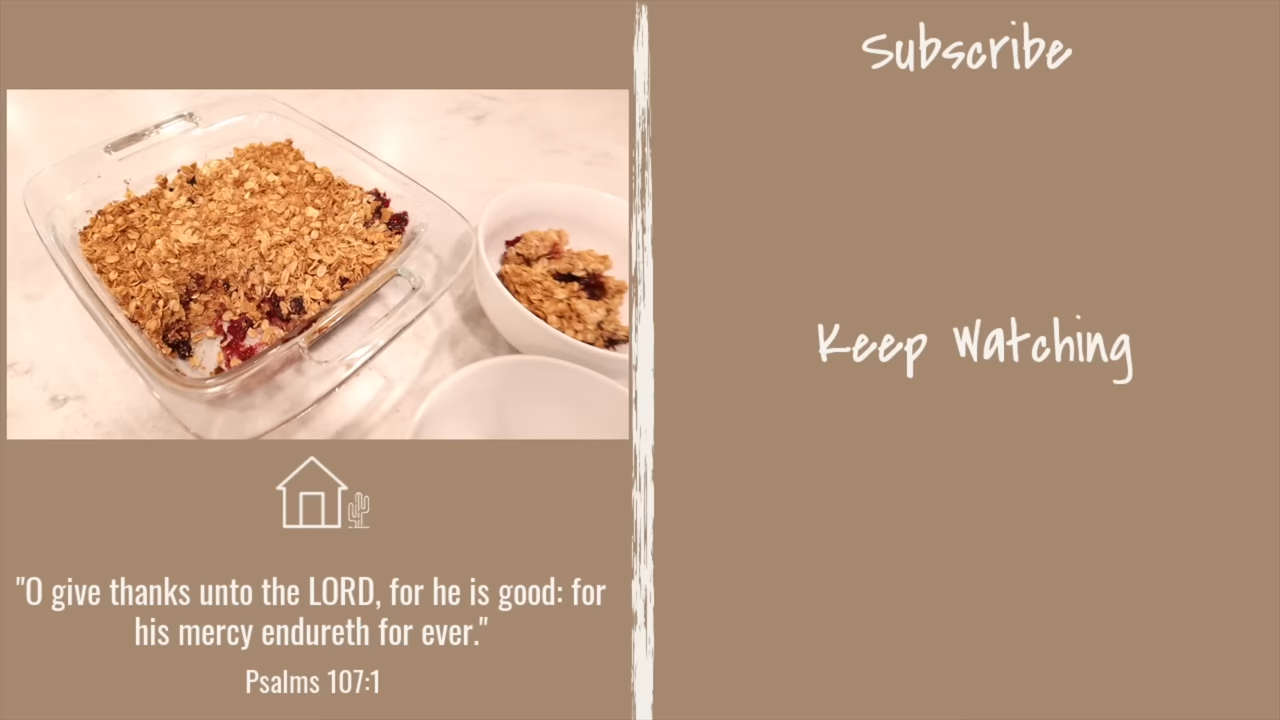 Subscribe
Keep Watching
"O give thanks unto the LORD, for he is good: for
his mercy endureth for ever."
Psalms 107:1